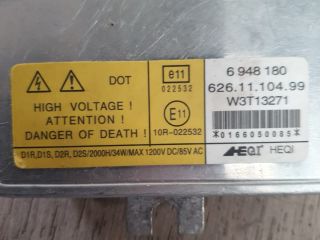 DOT
HIGH VOLTAGE !
ATTENTION !
DANGER OF DEATH !
e11
022532
E11
10R-022532
D1R, D1S, D2R, D2S/2000H/34W/MAX 1200V DC/85V AC
6 948 180
626.11.104.99
W3T13271
*0166050085*
HEQI HEQI